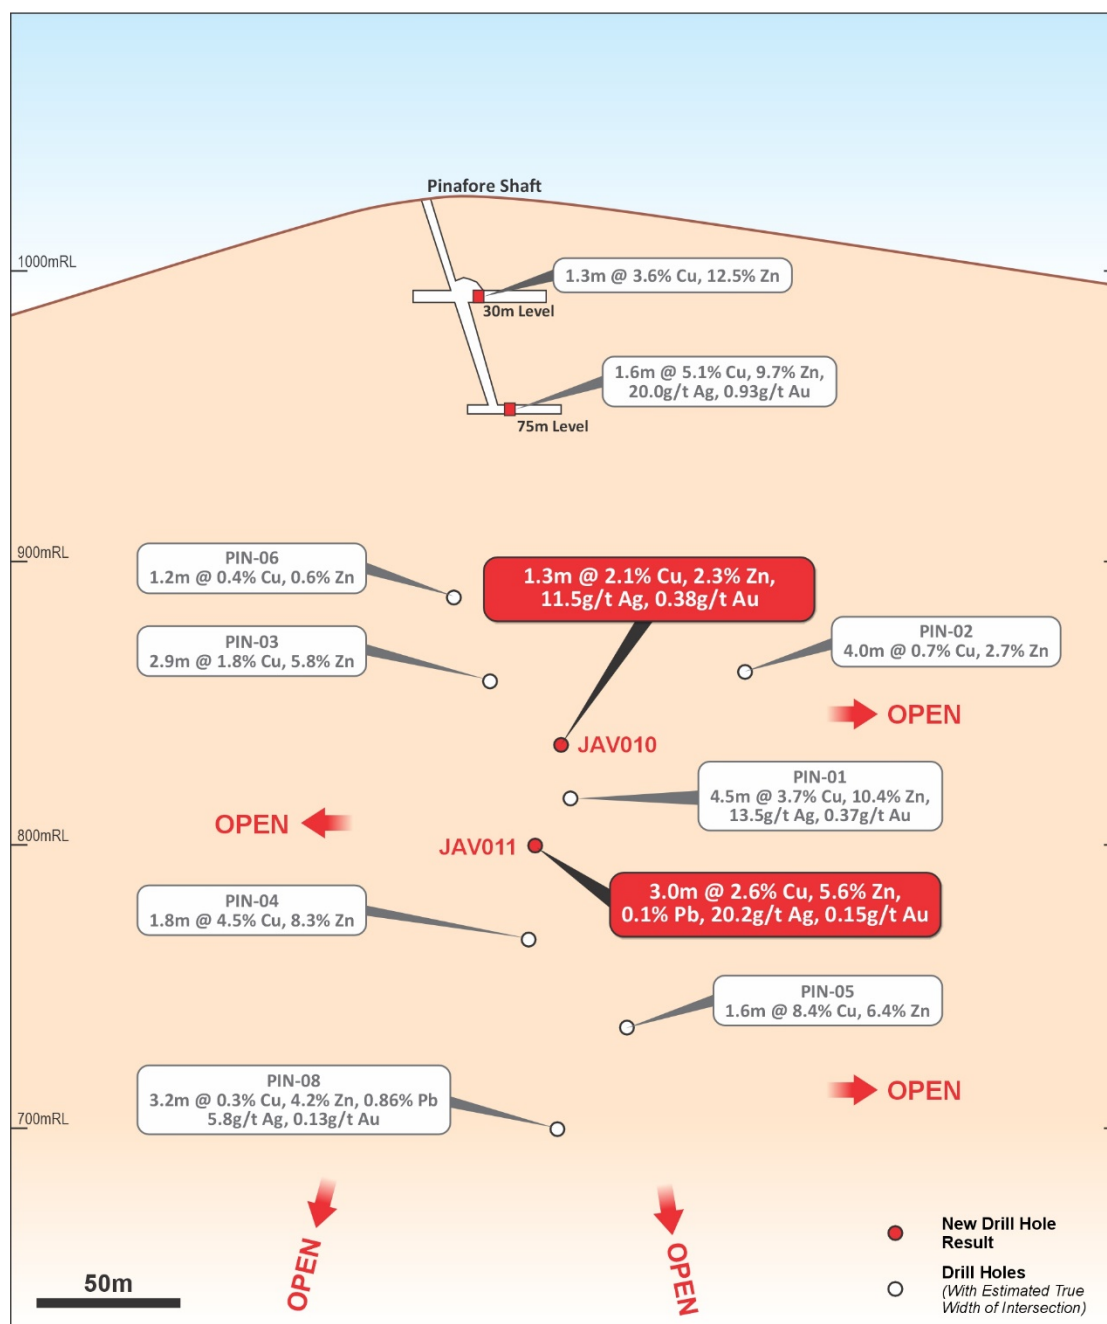 Pinafore Shaft
1000mRL
1.3m @ 3.6% Cu, 12.5% Zn
30m Level
1.6m @ 5.1% Cu, 9.7% Zn,
20.0g/t Ag, 0.93g/t Au
75m Level
900mRL
PIN-06
1.2m @ 0.4% Cu, 0.6% Zn
1.3m @ 2.1% Cu, 2.3% Zn,
11.5g/t Ag, 0.38g/t Au
PIN-03
2.9m @ 1.8% Cu, 5.8% Zn
PIN-02
4.0m @ 0.7% Cu, 2.7% Zn
OPEN
JAV010
PIN-01
4.5m @ 3.7% Cu, 10.4% Zn,
13.5g/t Ag, 0.37g/t Au
OPEN
800mRL
JAV011
3.0m @ 2.6% Cu, 5.6% Zn,
0.1% Pb, 20.2g/t Ag, 0.15g/t Au
PIN-04
1.8m @ 4.5% Cu, 8.3% Zn
PIN-05
1.6m @ 8.4% Cu, 6.4% Zn
PIN-08
3.2m @ 0.3% Cu, 4.2% Zn, 0.86% Pb
5.8g/t Ag, 0.13g/t Au
OPEN
700mRL
OPEN
OPEN
50m
New Drill Hole
Result
Drill Holes
(With Estimated True
Width of Intersection)